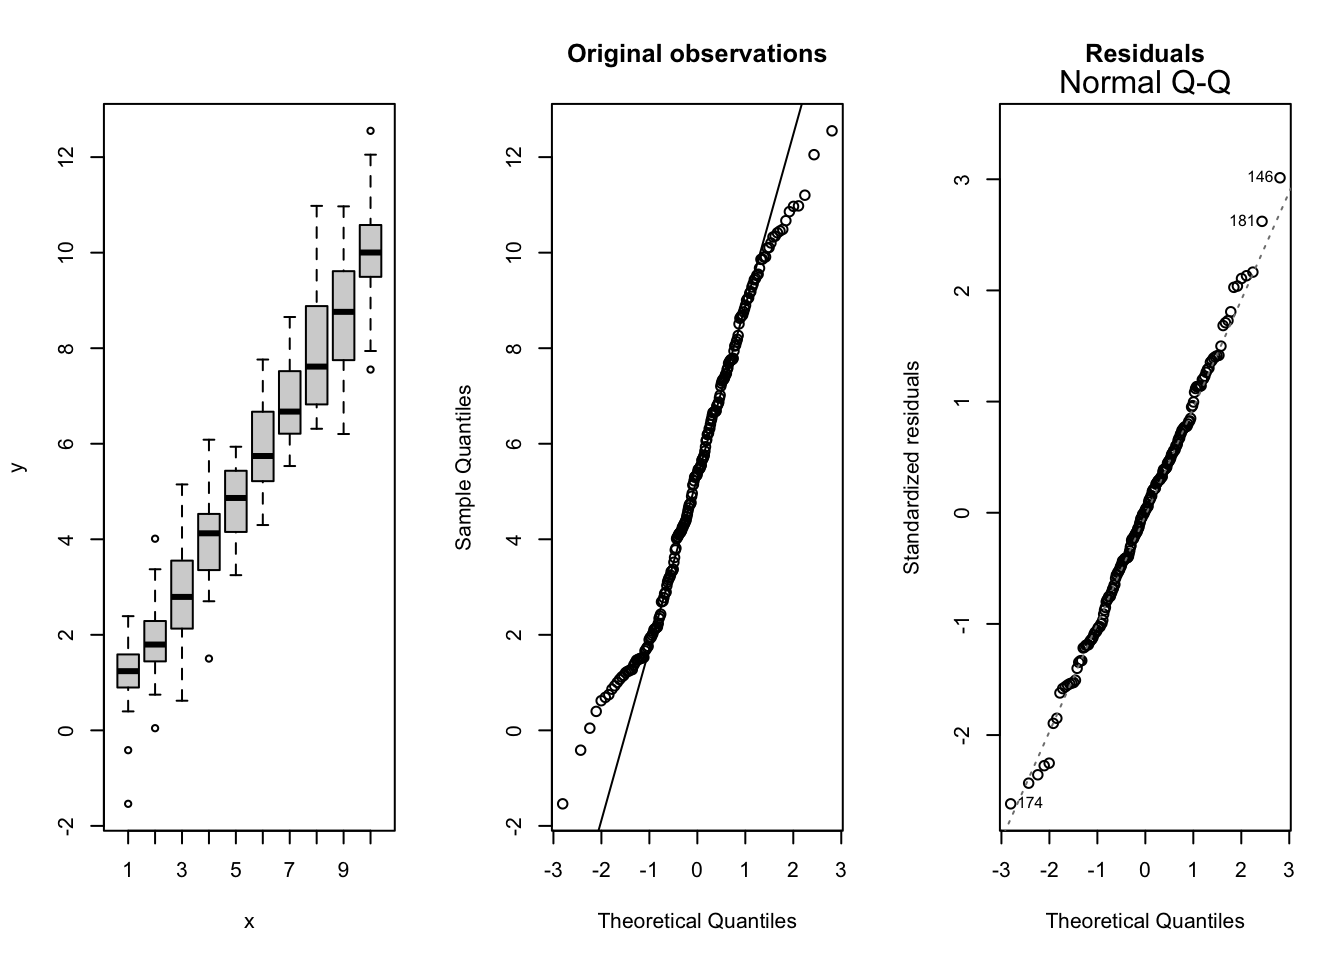 y
12
10
8
6
4
2
0
-2
1 3 5 7 9
x
Original observations
Sample Quantiles
12
10
8
6
4
2
0
-2
-3 -2 -1 0 1 2 3
Theoretical Quantiles
Residuals
Normal Q-Q
Standardized residuals
3
2
1
0
-1
-2
146
181
174
-3 -2 -1 0 1 2 3
Theoretical Quantiles